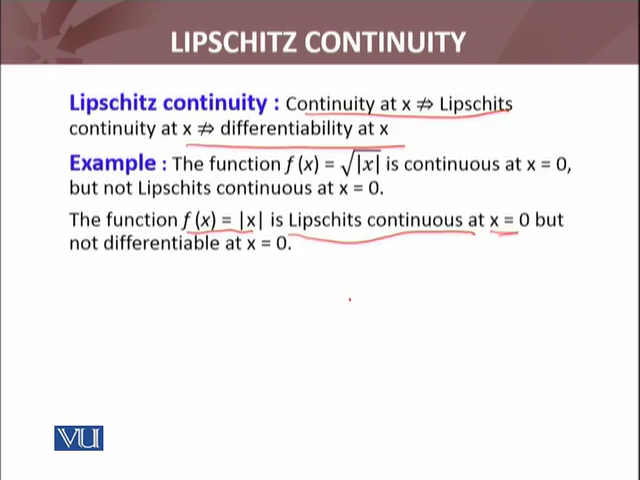 LIPSCHITZ CONTINUITY
Lipschitz continuity : Continuity at x ⇏ Lipschits
continuity at x ⇏ differentiability at x
Example : The function f (x) = √|x| is continuous at x = 0,
but not Lipschits continuous at x = 0.
The function f (x) = |x| is Lipschits continuous at x = 0 but
not differentiable at x = 0.
VU